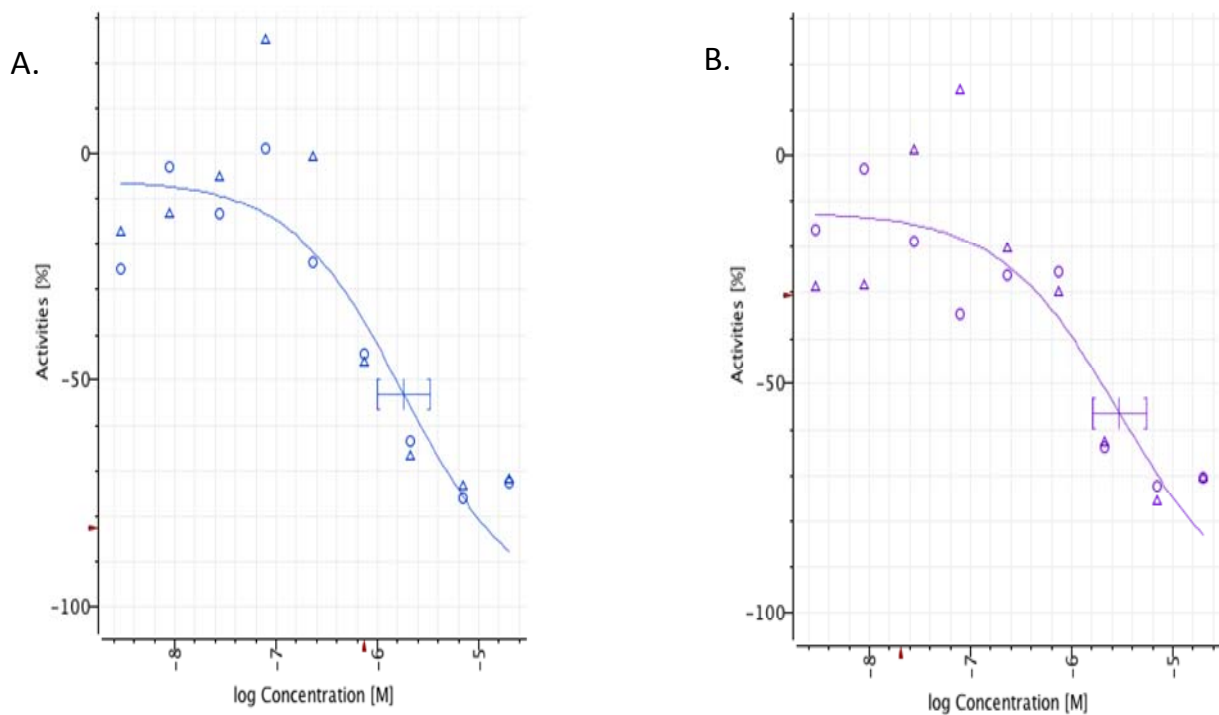 A.
0
-50
-100
Activities [%]
-8
-7
-6
-5
log Concentration [M]
B.
0
-50
-100
Activities [%]
-8
-7
-6
-5
log Concentration [M]